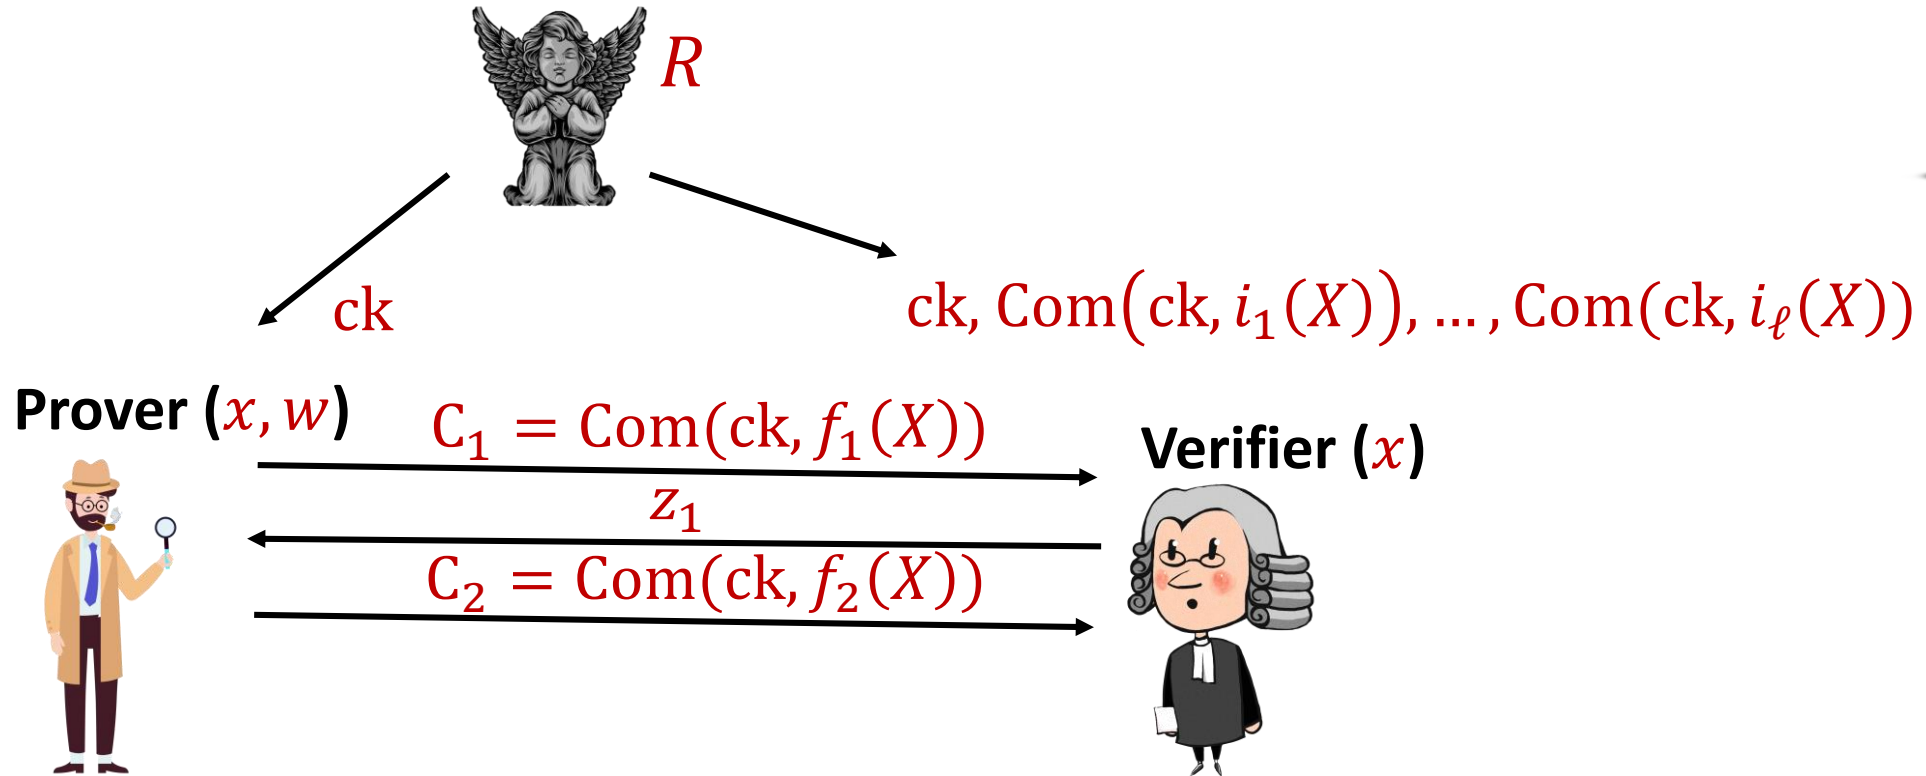 R
ck
ck, Com(ck, i₁(X)), … , Com(ck, i_ℓ(X))
Prover (x, w)
C₁ = Com(ck, f₁(X))
Verifier (x)
z₁
C₂ = Com(ck, f₂(X))